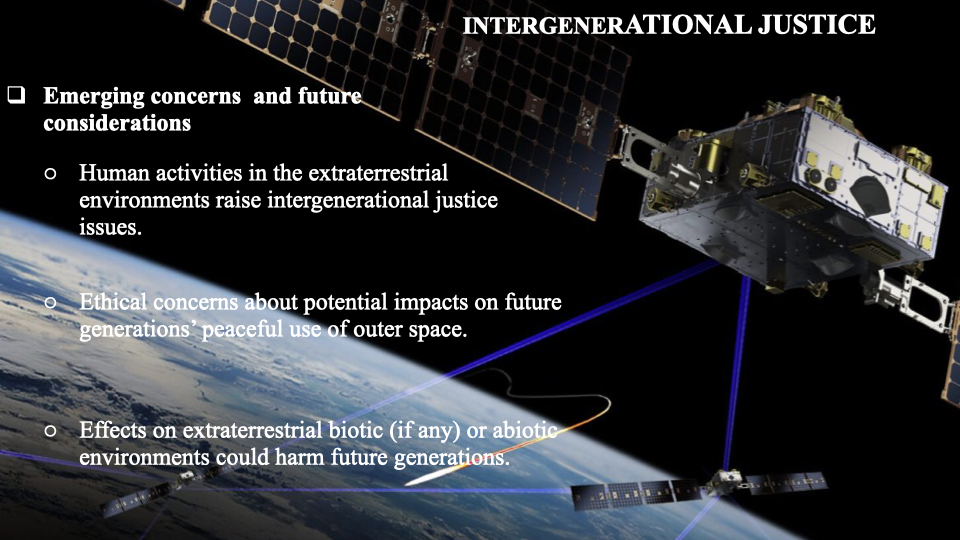 INTERGENERATIONAL JUSTICE
❑ Emerging concerns and future
considerations
○ Human activities in the extraterrestrial
environments raise intergenerational justice
issues.
○ Ethical concerns about potential impacts on future
generations’ peaceful use of outer space.
○ Effects on extraterrestrial biotic (if any) or abiotic
environments could harm future generations.